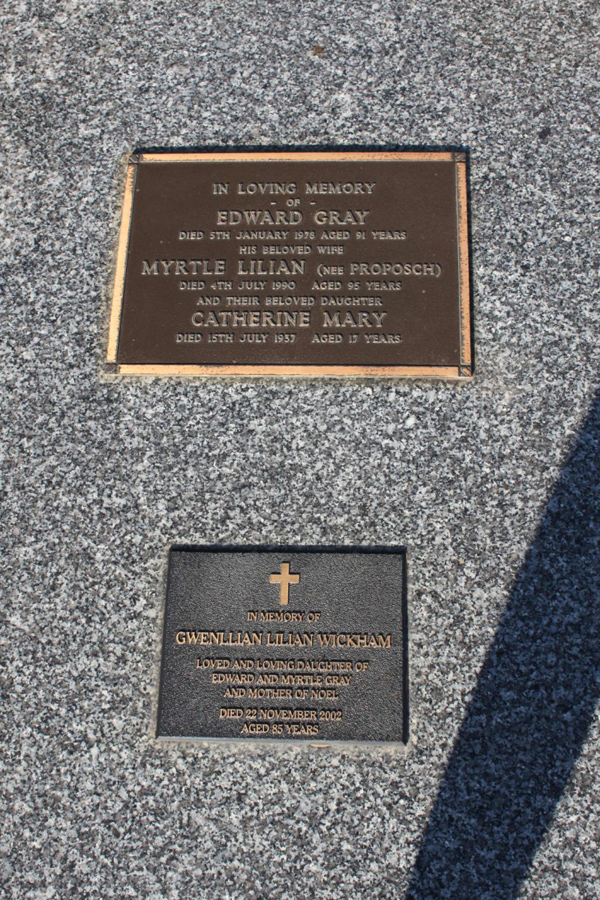 IN LOVING MEMORY
- OF -
EDWARD GRAY
DIED 5TH JANUARY 1978 AGED 91 YEARS
HIS BELOVED WIFE
MYRTLE LILIAN (NEE PROPOSCH)
DIED 4TH JULY 1990 AGED 95 YEARS
AND THEIR BELOVED DAUGHTER
CATHERINE MARY
DIED 15TH JULY 1937 AGED 17 YEARS
IN MEMORY OF
GWENLLIAN LILIAN WICKHAM
LOVED AND LOVING DAUGHTER OF
EDWARD AND MYRTLE GRAY
AND MOTHER OF NOEL
DIED 22 NOVEMBER 2002
AGED 85 YEARS